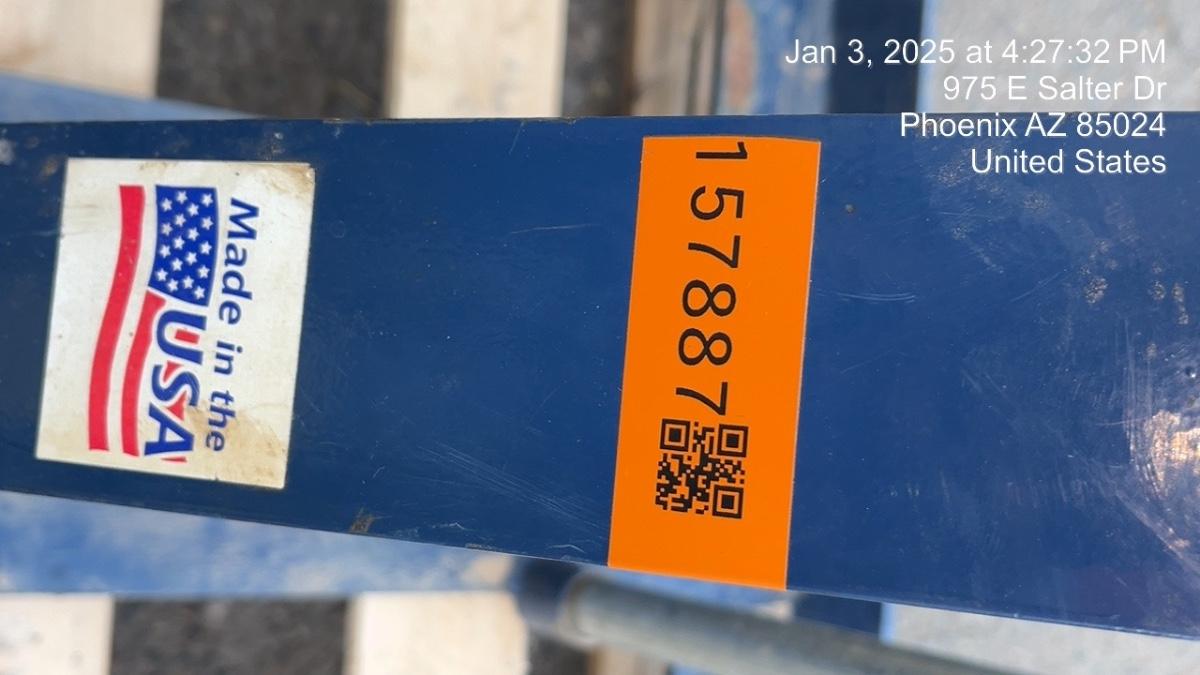 Jan 3, 2025 at 4:27:32 PM
975 E Salter Dr
Phoenix AZ 85024
United States
Made in the
USA
157887